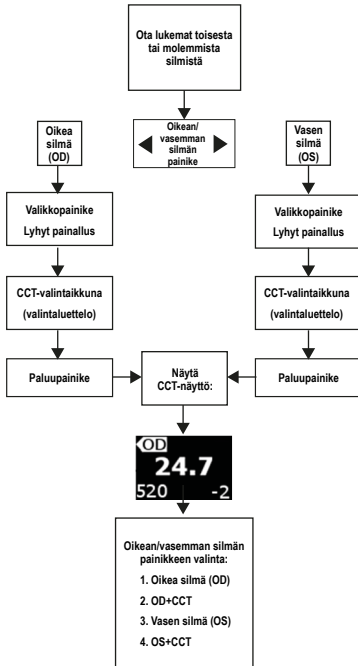 Ota lukemat toisesta
tai molemmista
silmistä
Oikean/
vasemman
silmän
painike
Oikea
silmä
(OD)
Vasen
silmä
(OS)
Valikkopainike
Lyhyt painallus
Valikkopainike
Lyhyt painallus
CCT-valintaikkuna
(valintaluettelo)
CCT-valintaikkuna
(valintaluettelo)
Paluupainike
Näytä
CCT-näyttö:
Paluupainike
OD
24.7
520 -2
Oikean/vasemman silmän
painikkeen valinta:
1. Oikea silmä (OD)
2. OD+CCT
3. Vasen silmä (OS)
4. OS+CCT